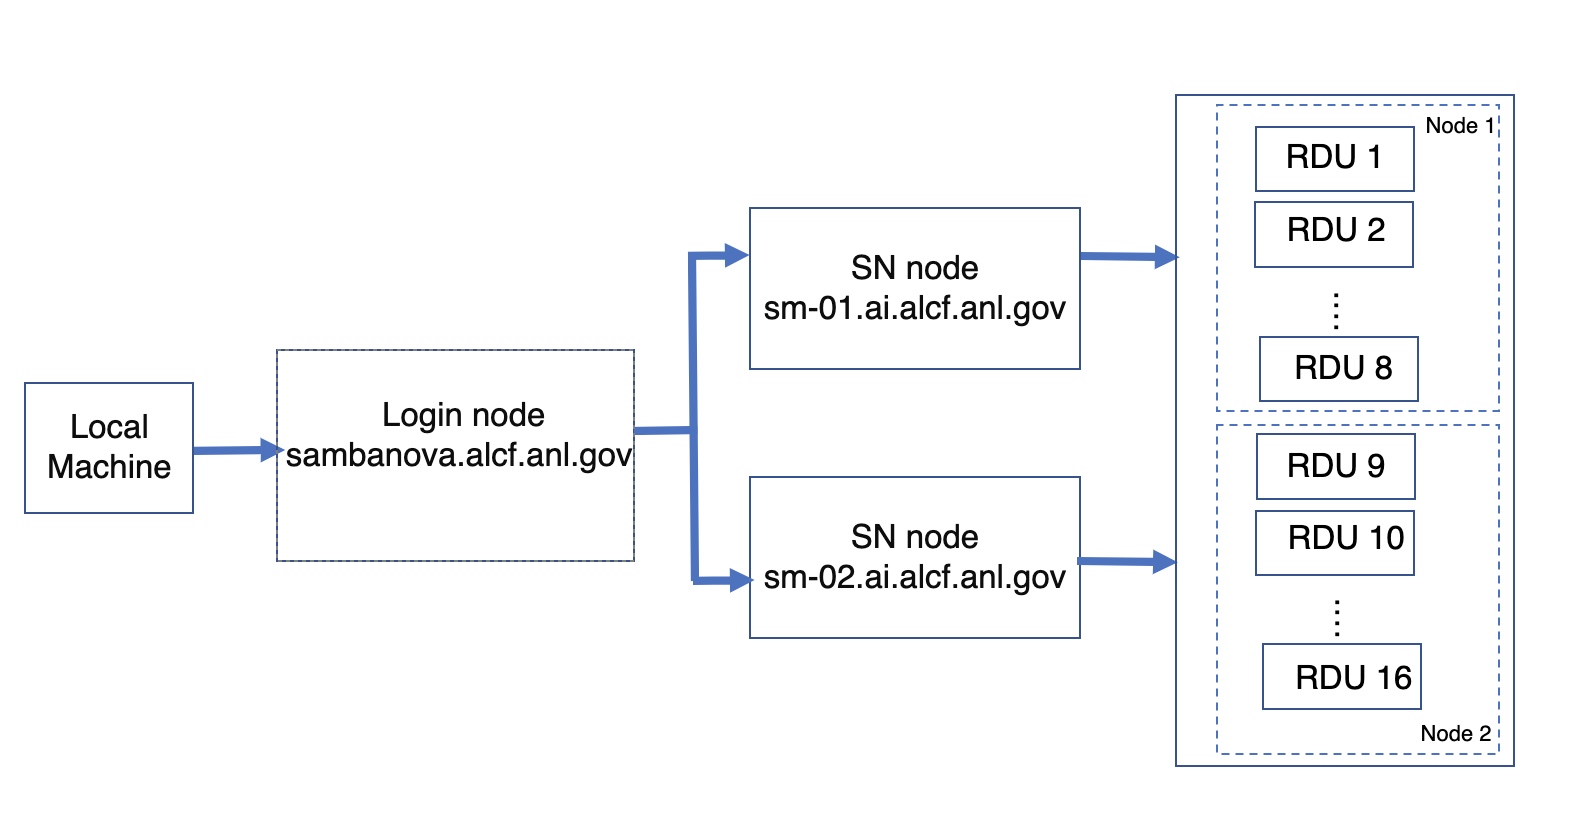 Local
Machine
Login node
sambanova.alcf.anl.gov
SN node
sm-01.ai.alcf.anl.gov
SN node
sm-02.ai.alcf.anl.gov
Node 1
RDU 1
RDU 2
RDU 8
RDU 9
RDU 10
RDU 16
Node 2